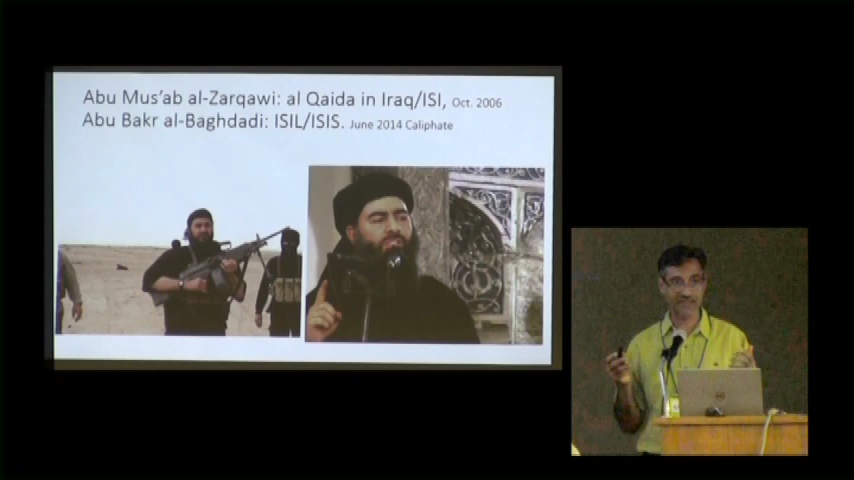 Abu Mus'ab al-Zarqawi: al Qaida in Iraq/ISI, Oct. 2006
Abu Bakr al-Baghdadi: ISIL/ISIS. June 2014 Caliphate